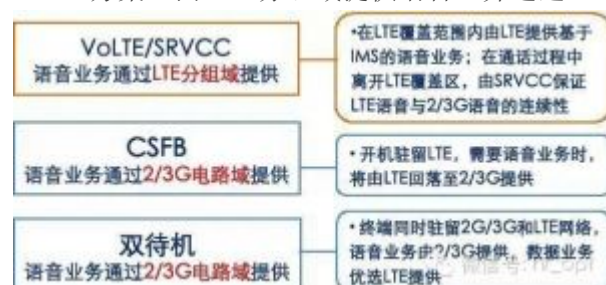 VoLTE/SRVCC
语音业务通过LTE分组域提供
•在LTE覆盖范围内由LTE提供基于
IMS的语音业务；在通话过程中
离开LTE覆盖区，由SRVCC保证
LTE语音与2/3G语音的连续性
CSFB
语音业务通过2/3G电路域提供
•开机驻留LTE，需要语音业务时，
将由LTE回落至2/3G提供
双待机
语音业务通过2/3G电路域提供
•终端同时驻留2G/3G和LTE网络，
语音业务由2/3G提供，数据业务
优选LTE提供